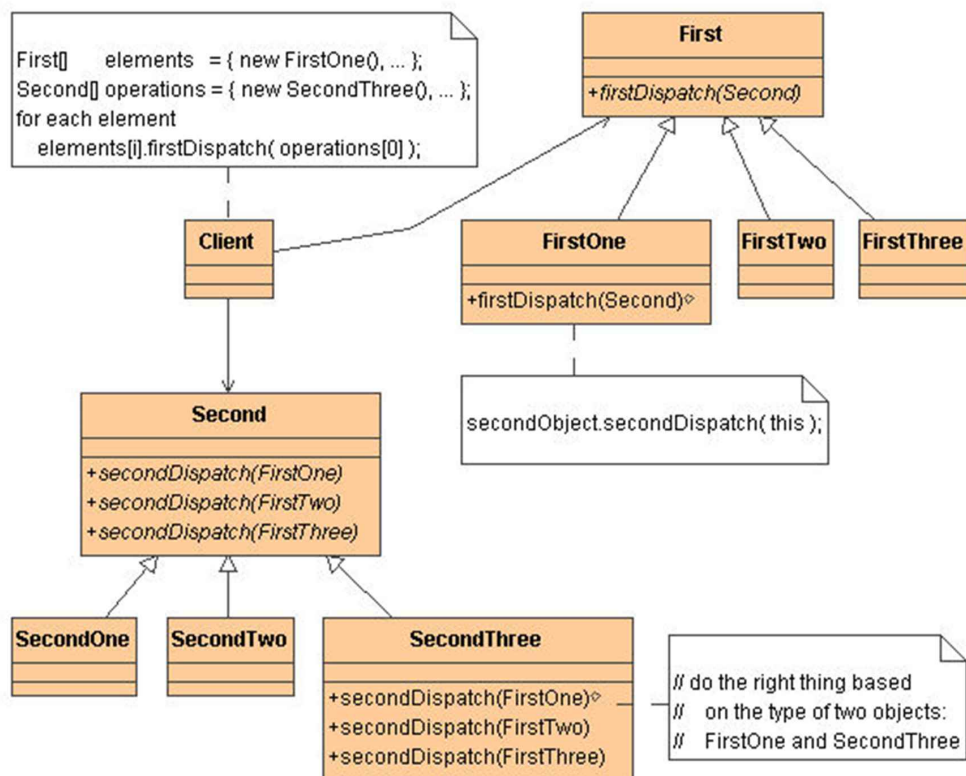 First[] elements = { new FirstOne(), ... };
Second[] operations = { new SecondThree(), ... };
for each element
elements[i].firstDispatch( operations[0] );
First
+firstDispatch(Second)
Client
FirstOne
+firstDispatch(Second)
FirstTwo
FirstThree
secondObject.secondDispatch( this );
Second
+secondDispatch(FirstOne)
+secondDispatch(FirstTwo)
+secondDispatch(FirstThree)
SecondOne
SecondTwo
SecondThree
+secondDispatch(FirstOne)
+secondDispatch(FirstTwo)
+secondDispatch(FirstThree)
// do the right thing based
// on the type of two objects:
// FirstOne and SecondThree